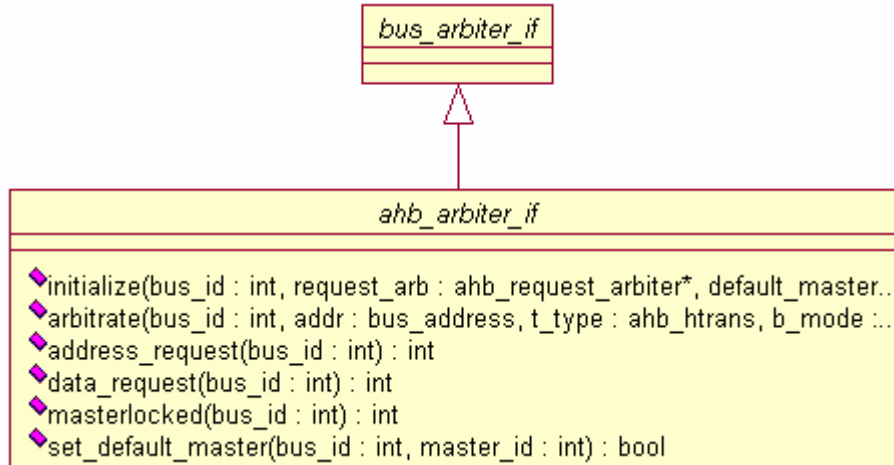 bus_arbiter_if
ahb_arbiter_if
initialize(bus_id : int, request_arb : ahb_request_arbiter*, default_master...
arbitrate(bus_id : int, addr : bus_address, t_type : ahb_htrans, b_mode :...
address_request(bus_id : int) : int
data_request(bus_id : int) : int
masterlocked(bus_id : int) : int
set_default_master(bus_id : int, master_id : int) : bool